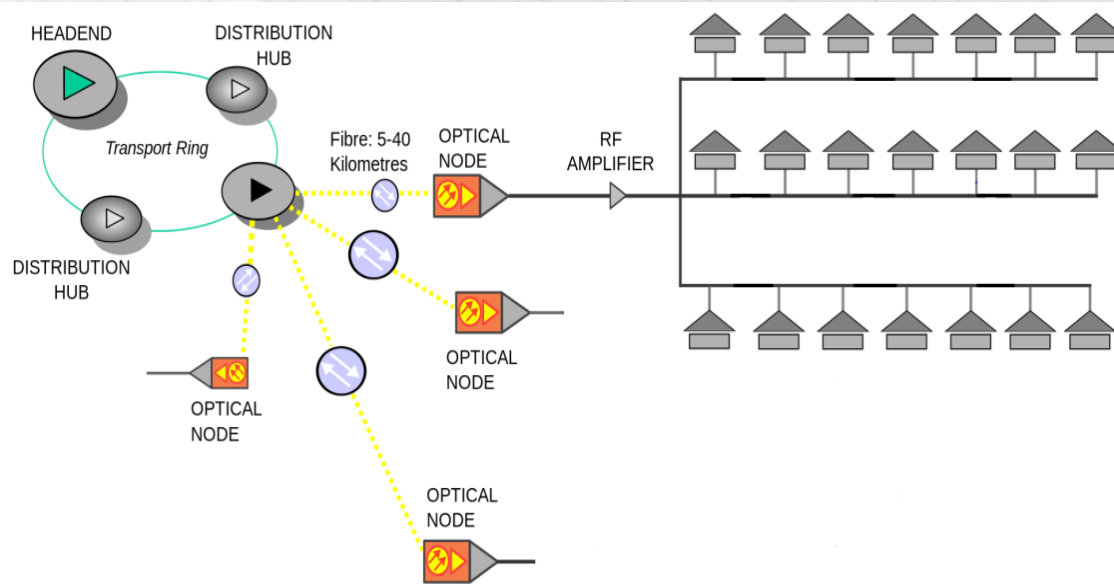 HEADEND
DISTRIBUTION
HUB
Transport Ring
Fibre: 5-40
Kilometres
OPTICAL
NODE
RF
AMPLIFIER
DISTRIBUTION
HUB
OPTICAL
NODE
OPTICAL
NODE
OPTICAL
NODE